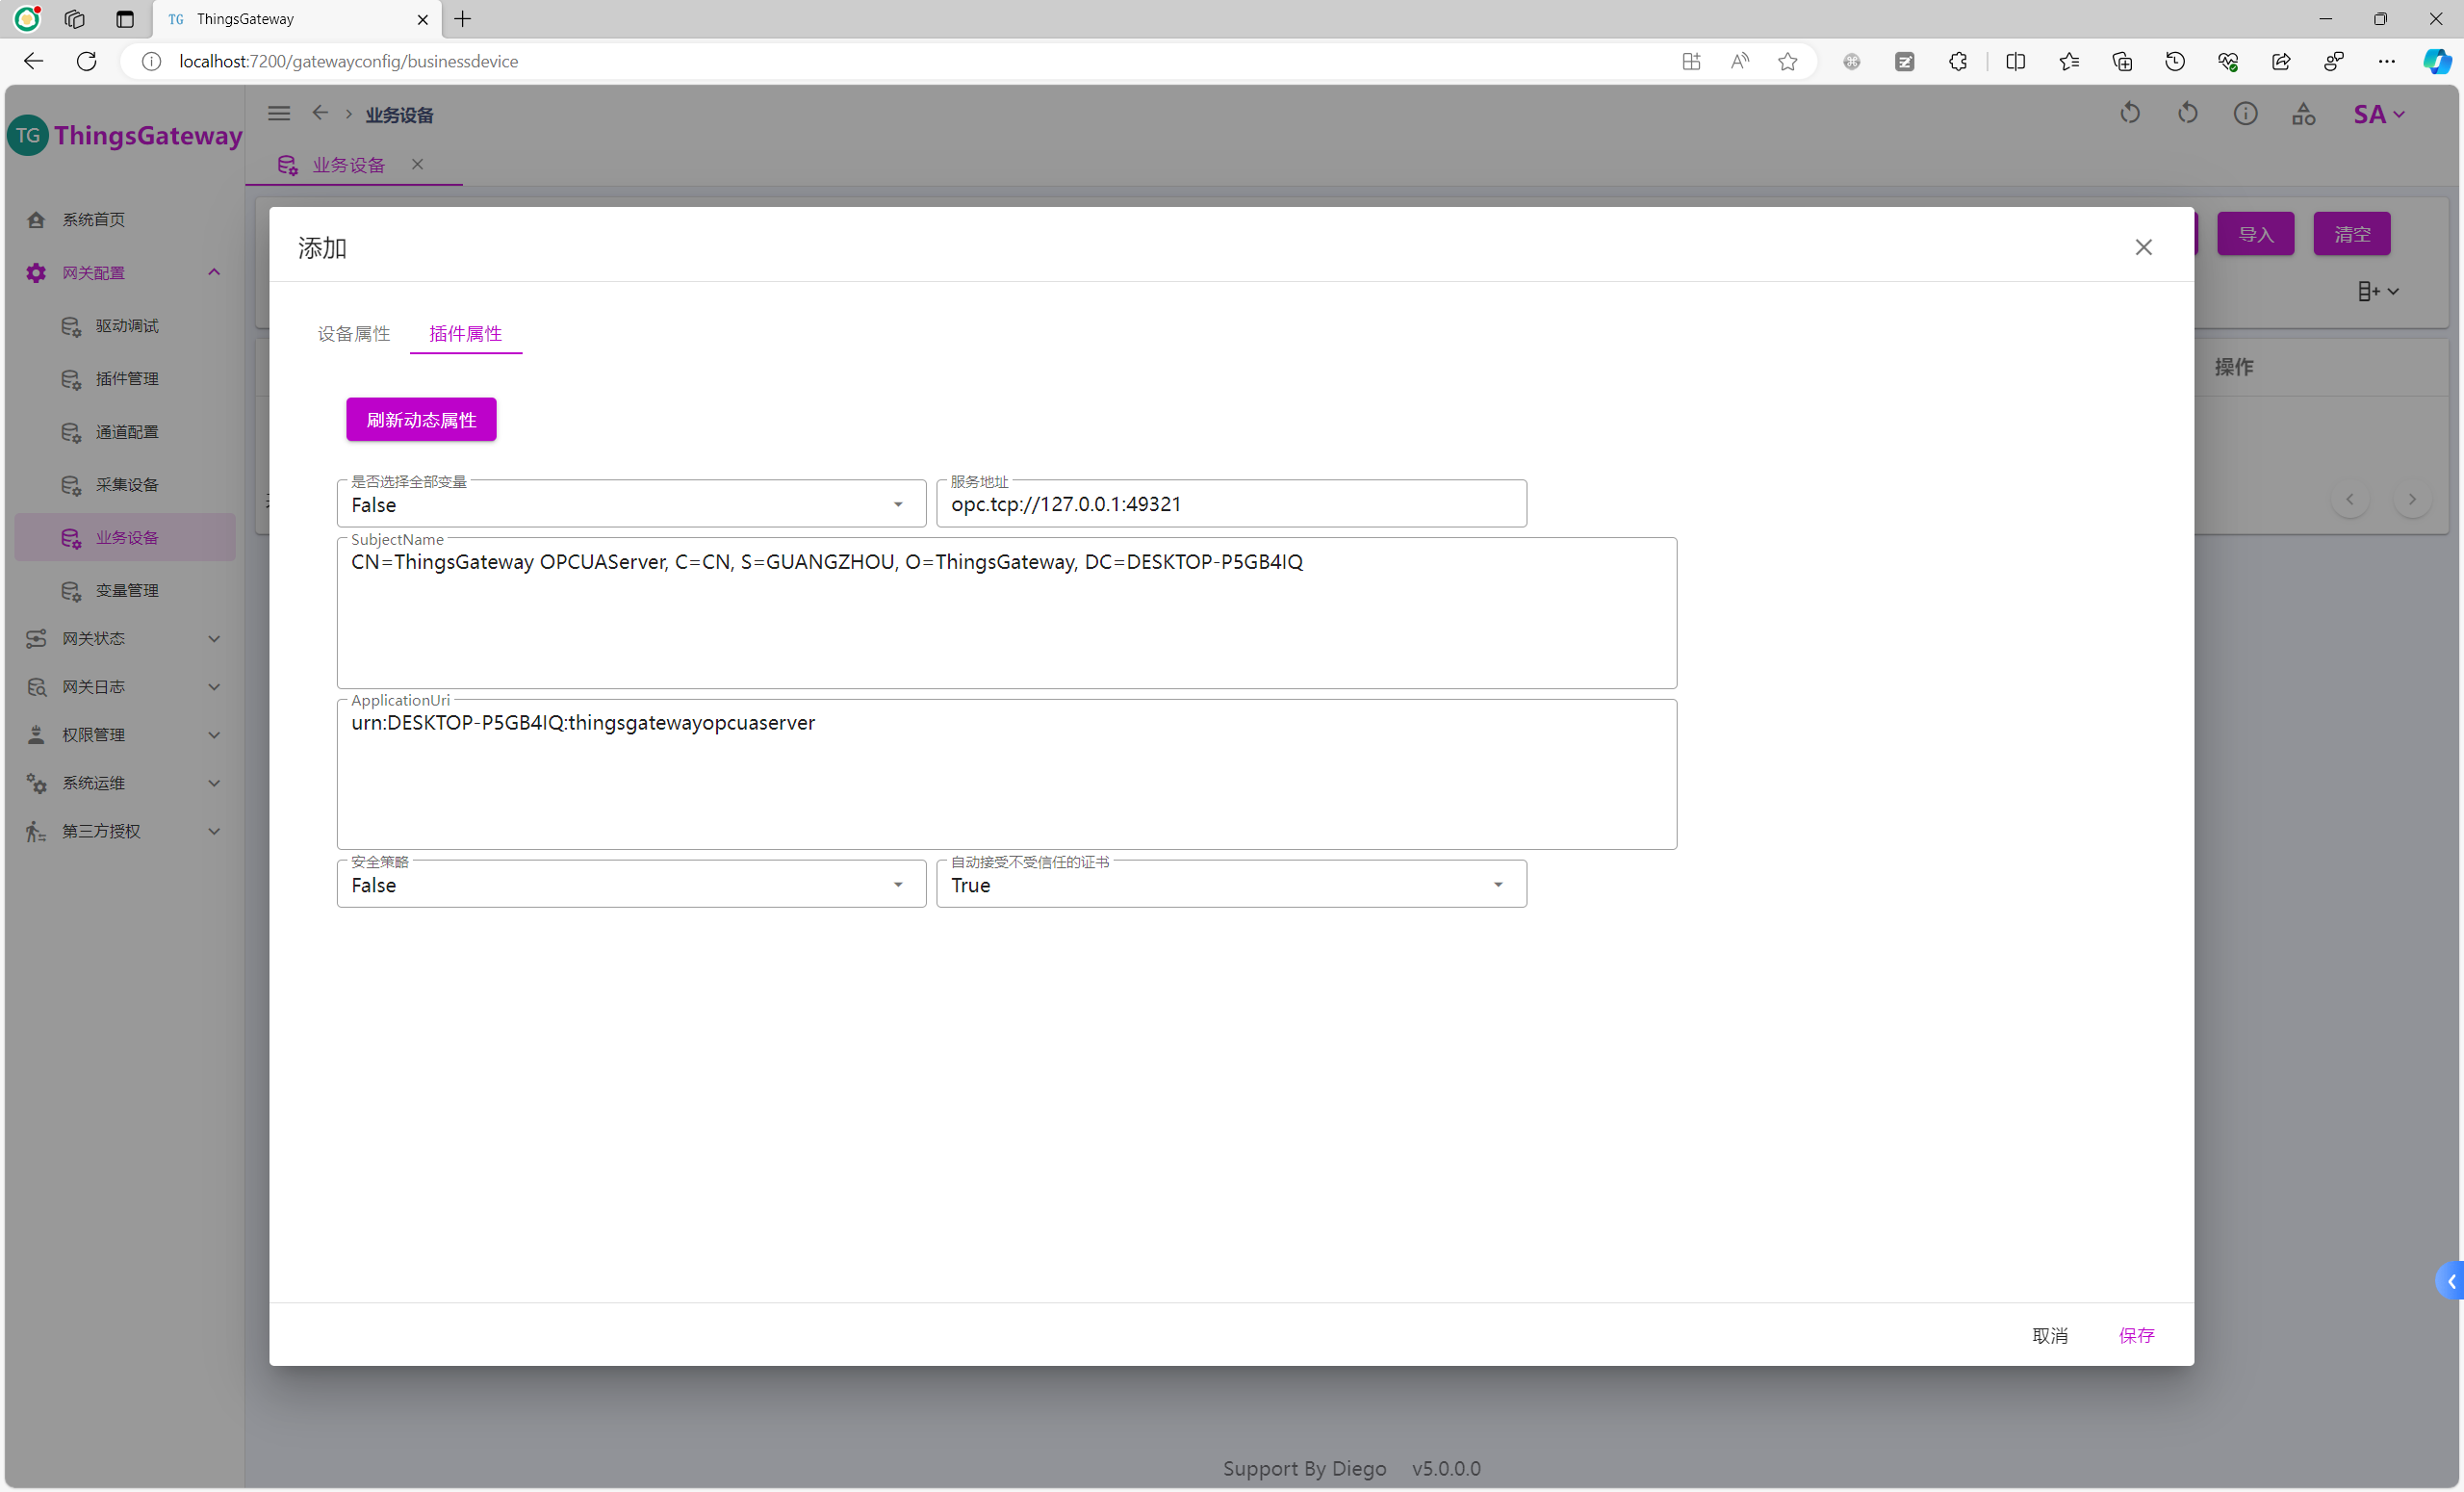 TG ThingsGateway
localhost:7200/gatewayconfig/businessdevice
TG ThingsGateway
业务设备
SA
业务设备
系统首页
网关配置
驱动调试
插件管理
通道配置
采集设备
业务设备
变量管理
网关状态
网关日志
权限管理
系统运维
第三方授权
导入
清空
操作
添加
设备属性
插件属性
刷新动态属性
是否选择全部变量
False
服务地址
opc.tcp://127.0.0.1:49321
SubjectName
CN=ThingsGateway OPCUAServer, C=CN, S=GUANGZHOU, O=ThingsGateway, DC=DESKTOP-P5GB4IQ
ApplicationUri
urn:DESKTOP-P5GB4IQ:thingsgatewayopcuaserver
安全策略
False
自动接受不受信任的证书
True
取消
保存
Support By Diego v5.0.0.0